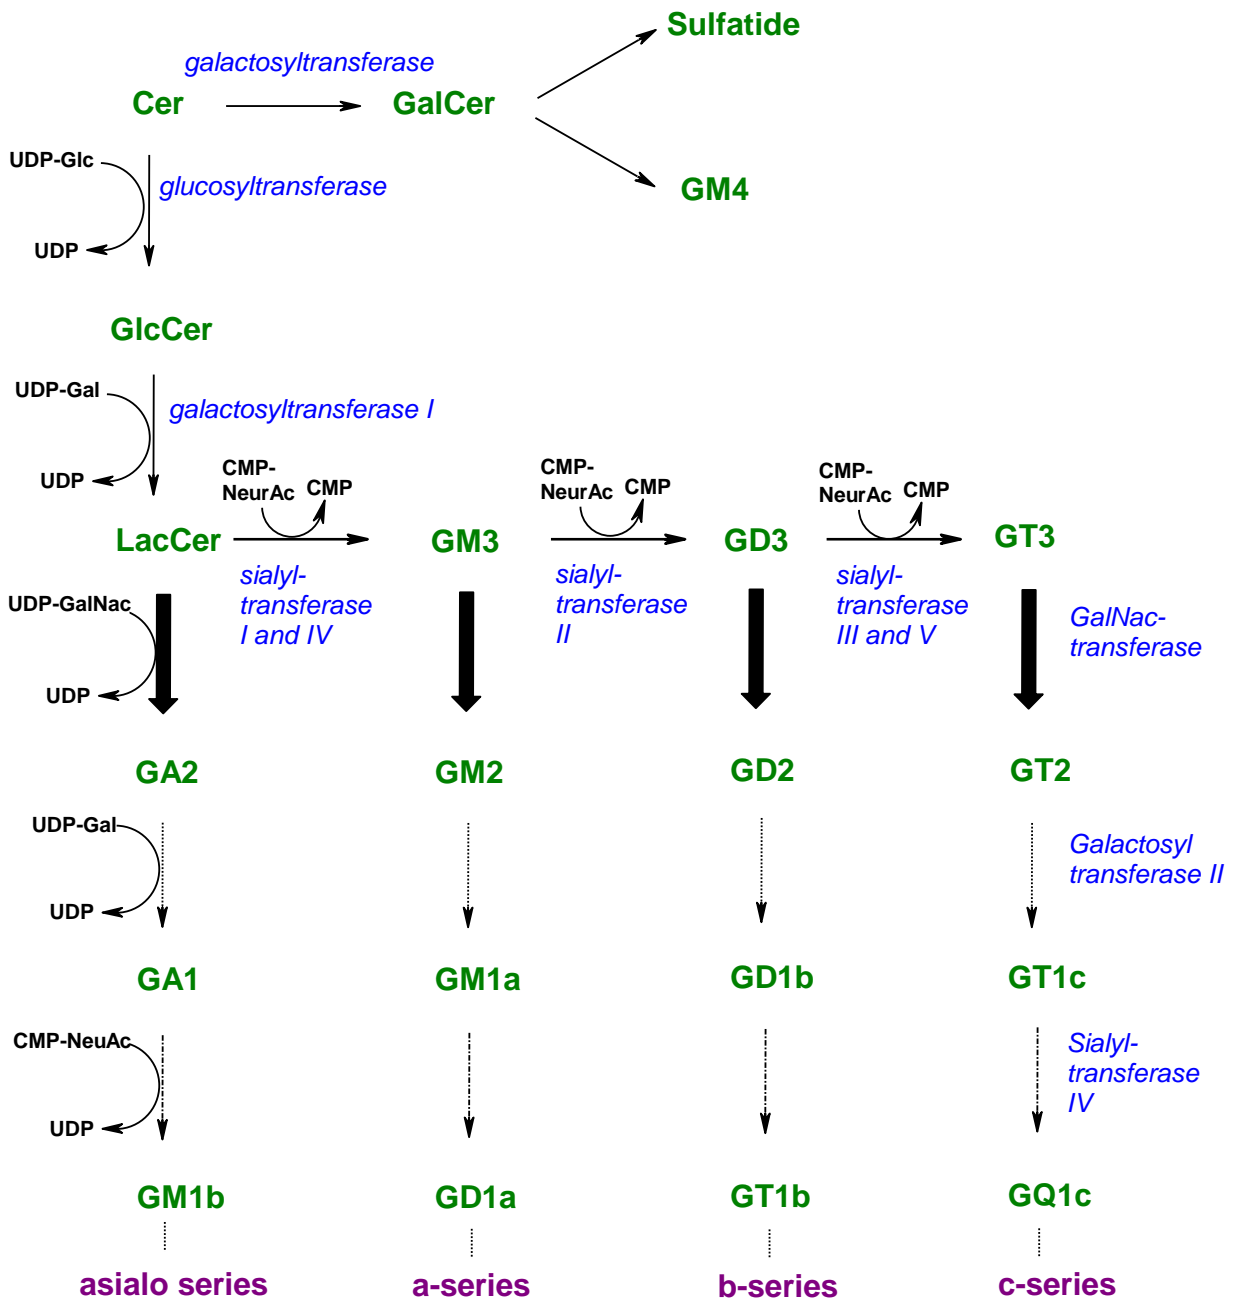 Sulfatide
galactosyltransferase
Cer
GalCer
UDP-Glc
glucosyltransferase
GM4
UDP
GlcCer
UDP-Gal
galactosyltransferase I
UDP
CMP-
NeurAc
CMP
CMP-
NeurAc
CMP
CMP-
NeurAc
CMP
LacCer
GM3
GD3
GT3
sialyl-
transferase
I and IV
sialyl-
transferase
II
sialyl-
transferase
III and V
UDP-GalNac
GalNac-
transferase
UDP
GA2
GM2
GD2
GT2
UDP-Gal
Galactosyl
transferase II
UDP
GA1
GM1a
GD1b
GT1c
CMP-NeuAc
Sialyl-
transferase
IV
UDP
GM1b
GD1a
GT1b
GQ1c
asialo series
a-series
b-series
c-series